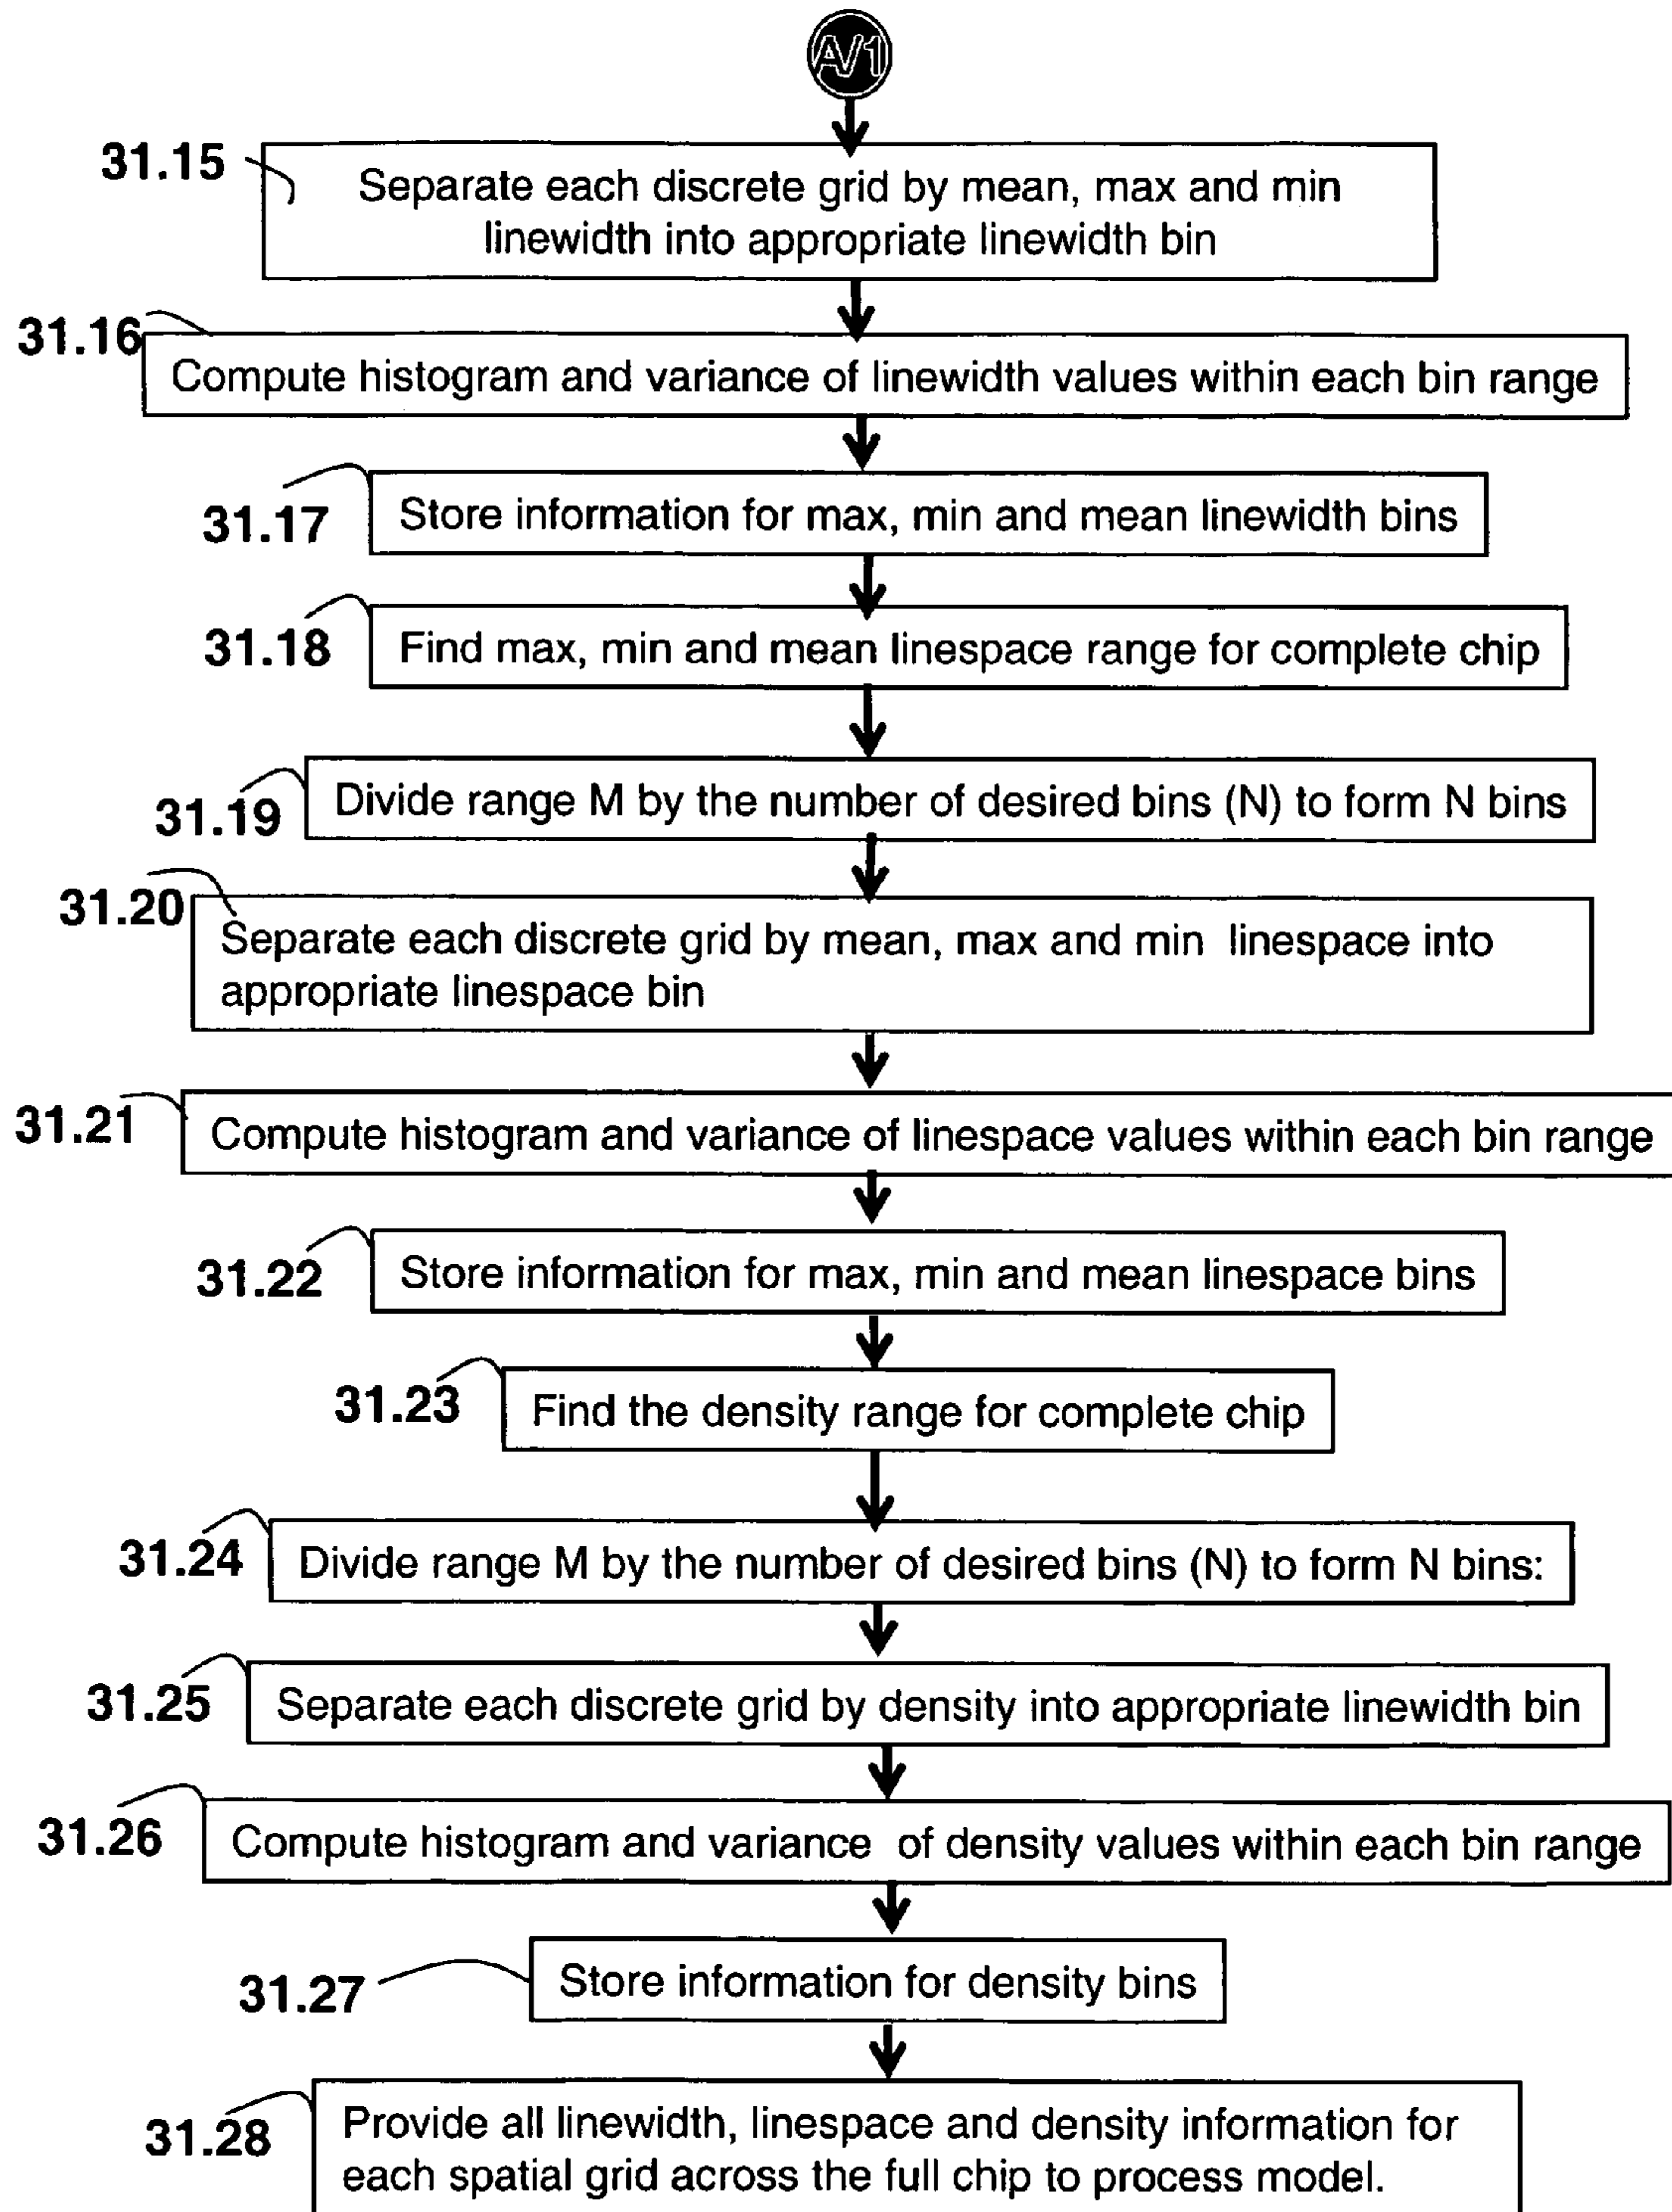 A/1
31.15
Separate each discrete grid by mean, max and min
linewidth into appropriate linewidth bin
31.16
Compute histogram and variance of linewidth values within each bin range
31.17
Store information for max, min and mean linewidth bins
31.18
Find max, min and mean linespace range for complete chip
31.19
Divide range M by the number of desired bins (N) to form N bins
31.20
Separate each discrete grid by mean, max and min linespace into
appropriate linespace bin
31.21
Compute histogram and variance of linespace values within each bin range
31.22
Store information for max, min and mean linespace bins
31.23
Find the density range for complete chip
31.24
Divide range M by the number of desired bins (N) to form N bins:
31.25
Separate each discrete grid by density into appropriate linewidth bin
31.26
Compute histogram and variance of density values within each bin range
31.27
Store information for density bins
31.28
Provide all linewidth, linespace and density information for
each spatial grid across the full chip to process model.